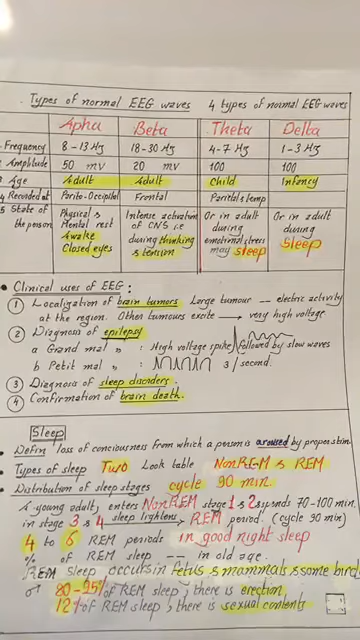 Types of normal EEG waves 4 types of normal EEG waves
Apha Beta Theta Delta
Frequency 8-13 Hz 18-30 Hz 4-7 Hz 1-3 Hz
Amplitude 50 mv 20 mv 100 100
Age Adult Adult Child Infancy
4 Recorded at Parito-Occipital Frontal Parital & temp
5 State of the person Physical & Mental rest Awake Closed eyes Intense activation of CNS i.e during thinking & tension Or in adult during emotional stress may sleep Or in adult during Sleep
• Clinical uses of EEG:
① Localization of brain tumors Large tumour -- electric activity
at the region. Other tumours excite → very high voltage
② Diagnosis of epilepsy
a Grand mal " : High voltage spike followed by slow waves
b Petit mal " : 3/second.
③ Diagnosis of sleep disorders.
④ Confirmation of brain death.
Sleep
• Defin loss of conciousness from which a person is aroused by proper stim
• Types of sleep Two Look table Non REM & REM
• Distribution of sleep stages cycle 90 min.
A young adult, enters Non REM stage 1 & 2 spends 70-100 min.
in stage 3 & 4 sleep lightens, REM period. (cycle 90 min)
4 to 6 REM periods in good night sleep
% of REM sleep --- in old age.
REM sleep occurs in fetus & mammals & some bird
80-95% of REM sleep; there is erection,
12% of REM sleep, there is sexual contents